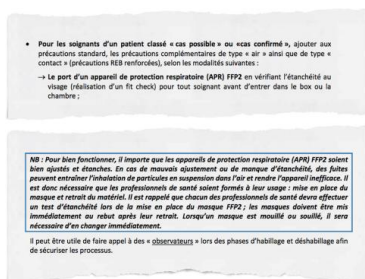 • Pour les soignants d'un patient classé « cas possible » ou «cas confirmé », ajouter aux
précautions standard, les précautions complémentaires de type « air » ainsi que de type
« contact » (précautions REB renforcées), selon les modalités suivantes :
→ Le port d'un appareil de protection respiratoire (APR) FFP2 en vérifiant l'étanchéité au
visage (réalisation d'un fit check) pour tout soignant avant d'entrer dans le box ou la
chambre ;
NB : Pour bien fonctionner, il importe que les appareils de protection respiratoire (APR) FFP2 soient
bien ajustés et étanches. En cas de mauvais ajustement ou de manque d'étanchéité, des fuites
peuvent entraîner l'inhalation de particules en suspension dans l'air et rendre l'appareil inefficace. Il
est donc nécessaire que les professionnels de santé soient formés à leur usage : mise en place du
masque et retrait du matériel. Il est rappelé que chacun des professionnels de santé devra effectuer
un test d'étanchéité lors de la mise en place du masque FFP2 ; les masques doivent être mis
immédiatement au rebut après leur retrait. Lorsqu'un masque est mouillé ou souillé, il sera
nécessaire d'en changer immédiatement.
Il peut être utile de faire appel à des « observateurs » lors des phases d'habillage et déshabillage afin
de sécuriser les processus.